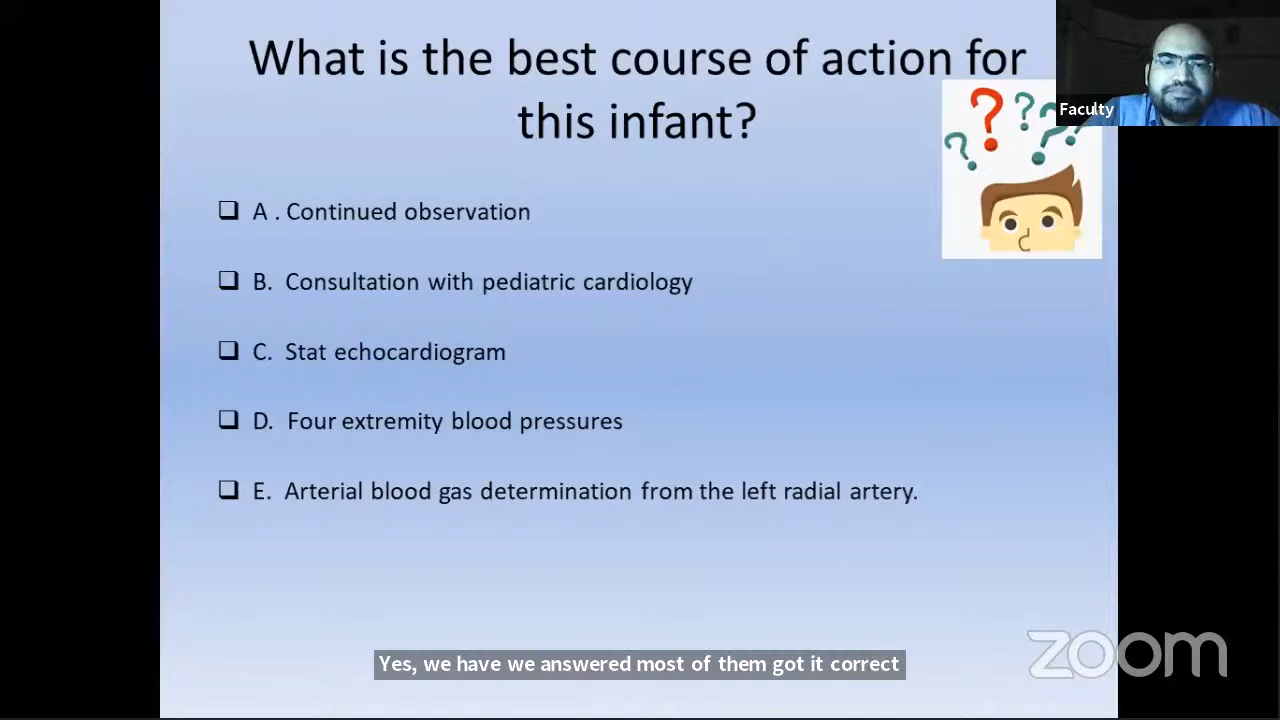 What is the best course of action for
this infant?
Faculty
A . Continued observation
B. Consultation with pediatric cardiology
C. Stat echocardiogram
D. Four extremity blood pressures
E. Arterial blood gas determination from the left radial artery.
Yes, we have we answered most of them got it correct
zoom